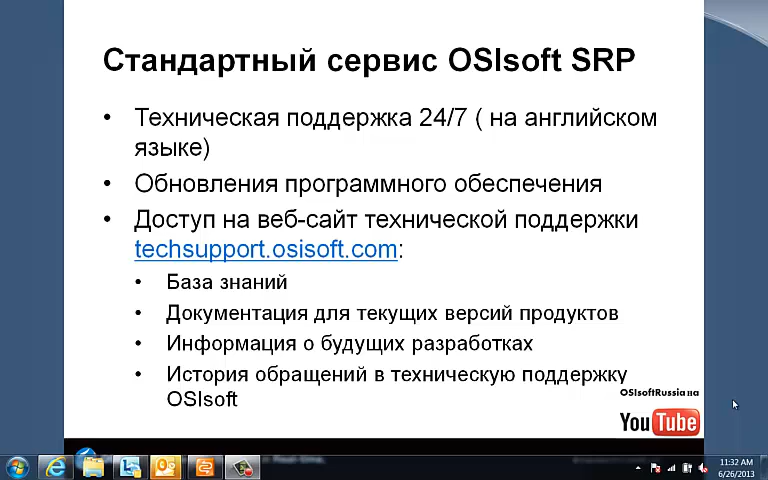 Стандартный сервис OSIsoft SRP
• Техническая поддержка 24/7 ( на английском
языке)
• Обновления программного обеспечения
• Доступ на веб-сайт технической поддержки
techsupport.osisoft.com:
• База знаний
• Документация для текущих версий продуктов
• Информация о будущих разработках
• История обращений в техническую поддержку
OSIsoft
OSIsoftRussia на
YouTube
11:32 AM
6/26/2013